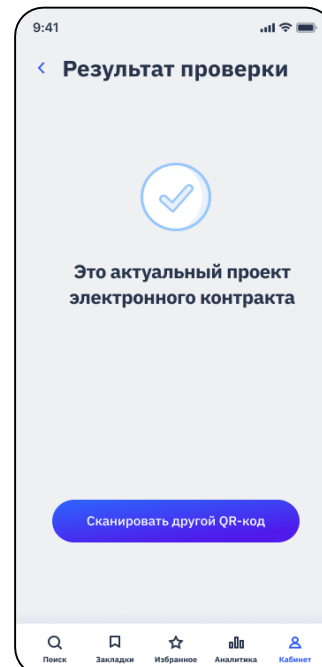 9:41
Результат проверки
Это актуальный проект
электронного контракта
Сканировать другой QR-код
Поиск Закладки Избранное Аналитика Кабинет